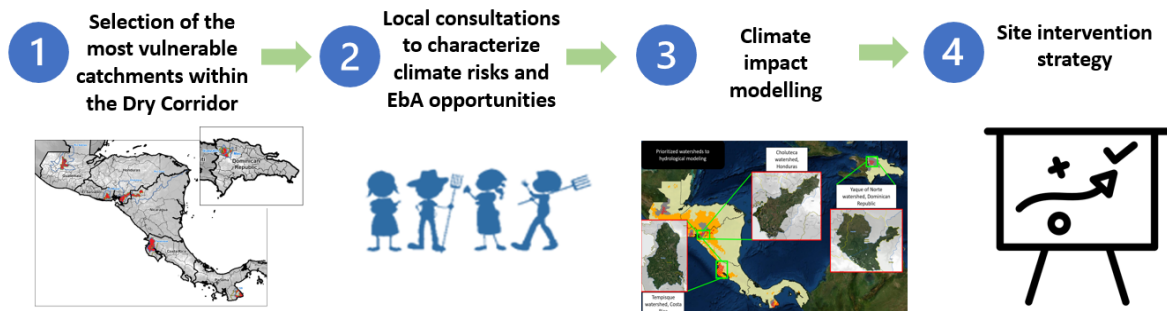 1
Selection of the
most vulnerable
catchments within
the Dry Corridor
2
Local consultations
to characterize
climate risks and
EbA opportunities
3
Climate
impact
modelling
4
Site intervention
strategy
Dominican
Republic
Honduras
Nicaragua
Prioritized watersheds to
hydrological modeling
Choluteca
watershed,
Honduras
Yaque of Norte
watershed, Dominican
Republic
Tempisque
watershed, Costa